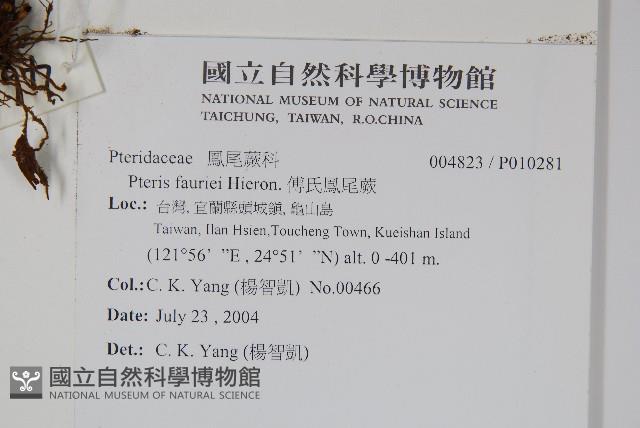 國立自然科學博物館
NATIONAL MUSEUM OF NATURAL SCIENCE
TAICHUNG, TAIWAN, R.O.CHINA
Pteridaceae 鳳尾蕨科 004823 / P010281
Pteris fauriei Hieron. 傅氏鳳尾蕨
Loc.: 台灣, 宜蘭縣頭城鎮, 龜山島
Taiwan, Ilan Hsien,Toucheng Town, Kueishan Island
(121°56’ ”E , 24°51’ ”N) alt. 0 -401 m.
Col.: C. K. Yang (楊智凱) No.00466
Date: July 23 , 2004
Det.: C. K. Yang (楊智凱)
國立自然科學博物館
NATIONAL MUSEUM OF NATURAL SCIENCE